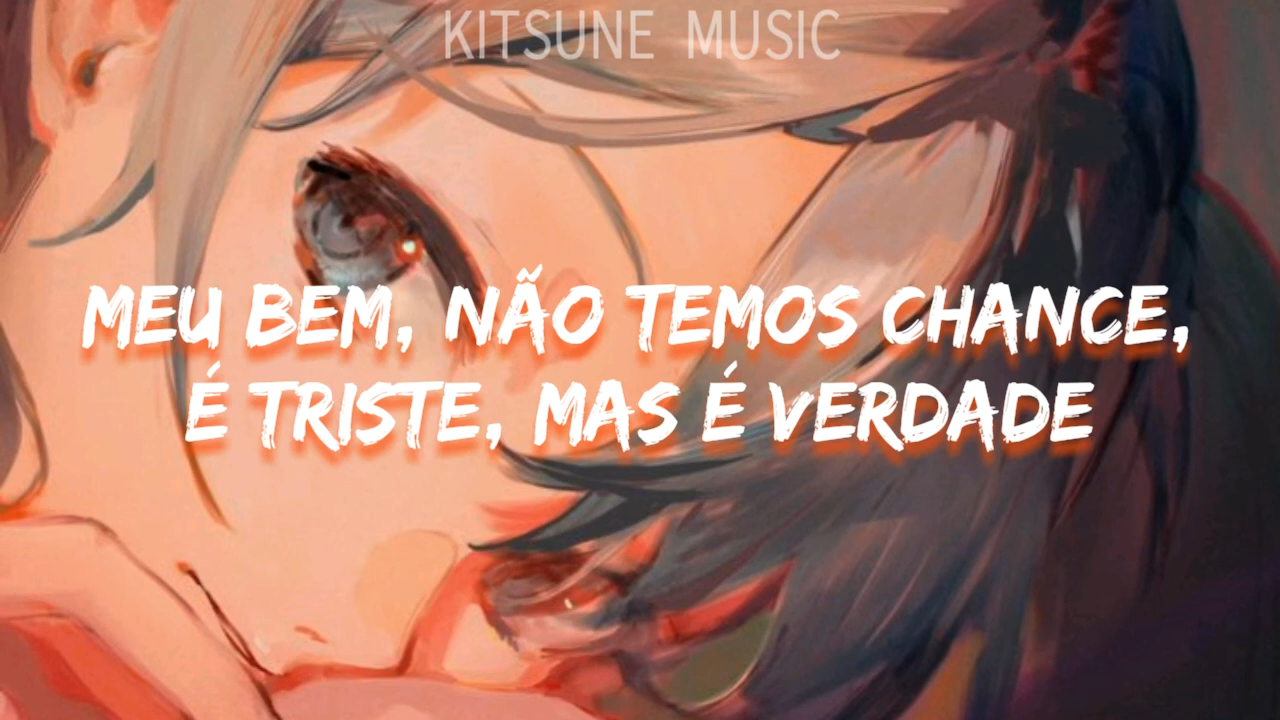 KITSUNE MUSIC
MEU BEM, NÃO TEMOS CHANCE,
É TRISTE, MAS É VERDADE